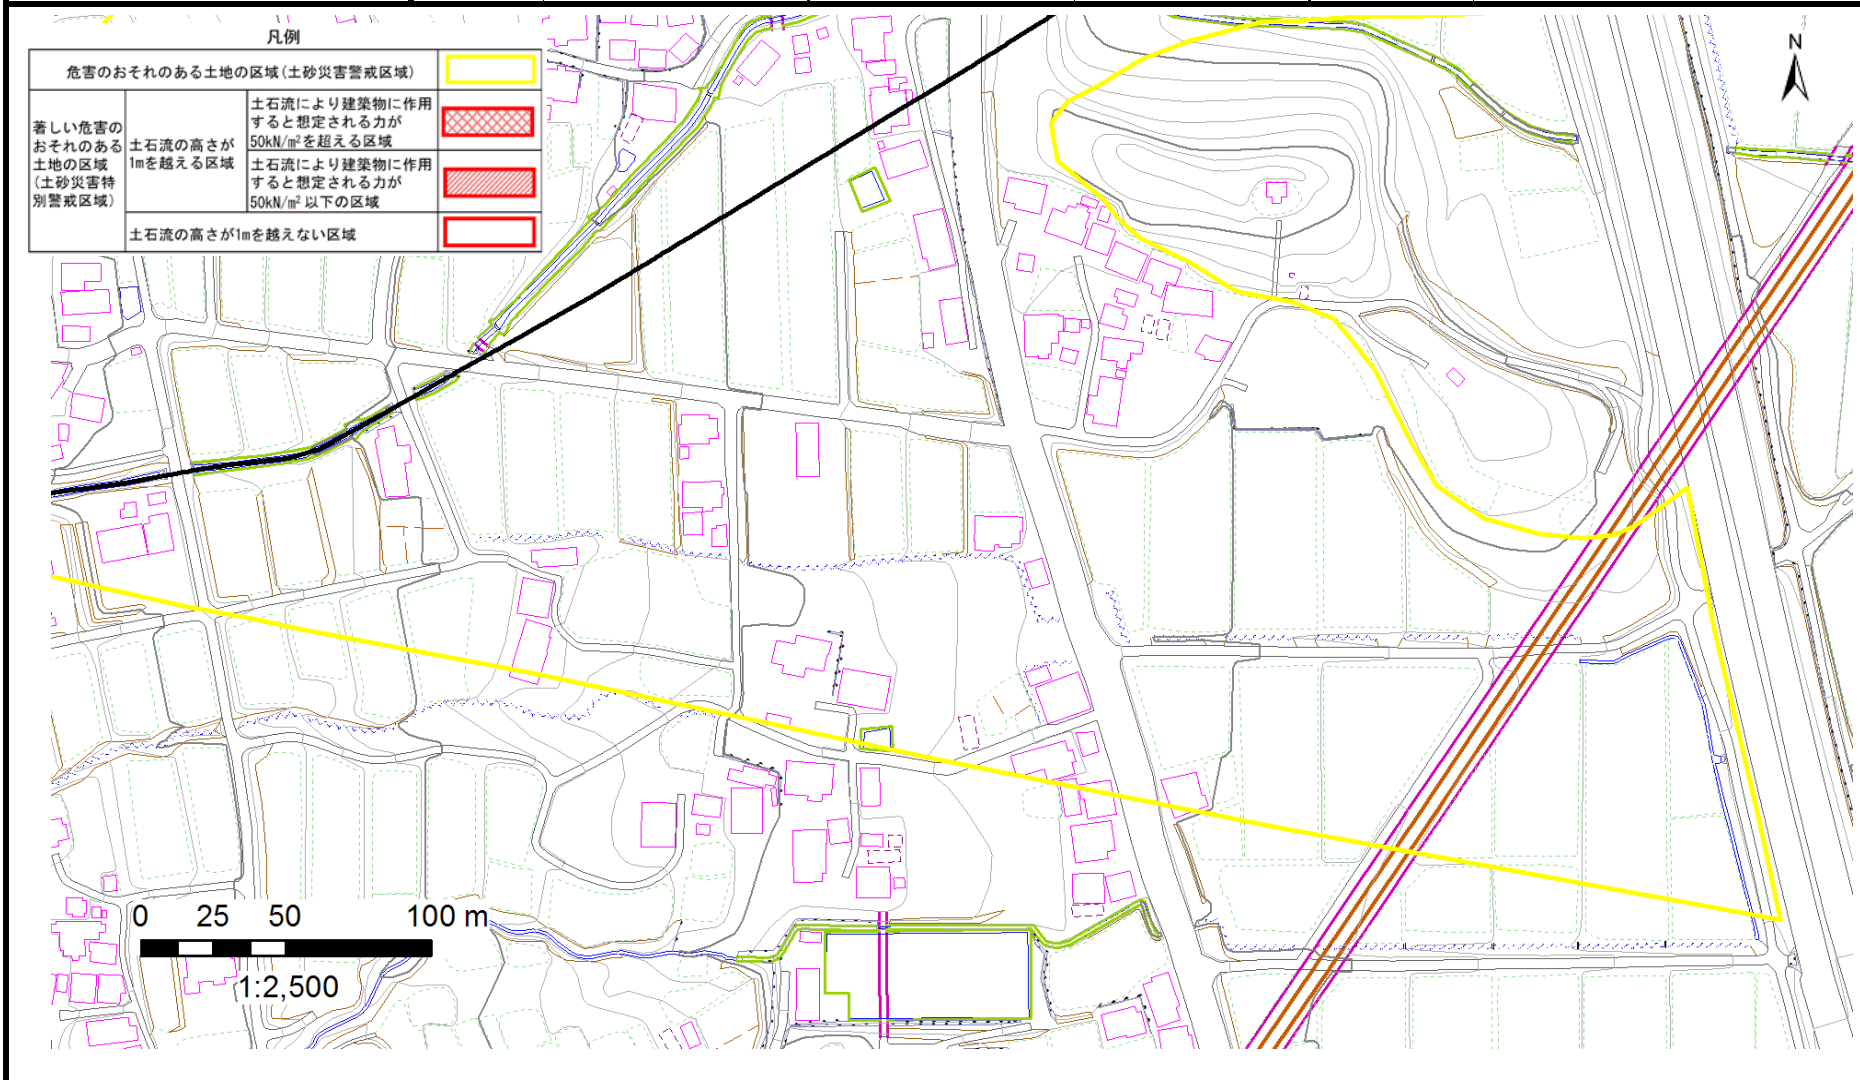 凡例
危害のおそれのある土地の区域(土砂災害警戒区域)
著しい危害の
おそれのある
土地の区域
(土砂災害特
別警戒区域)
土石流の高さが
1mを越える区域
土石流により建築物に作用
すると想定される力が
50kN/m²を超える区域
土石流により建築物に作用
すると想定される力が
50kN/m² 以下の区域
土石流の高さが1mを越えない区域
N
0 25 50 100 m
1:2,500